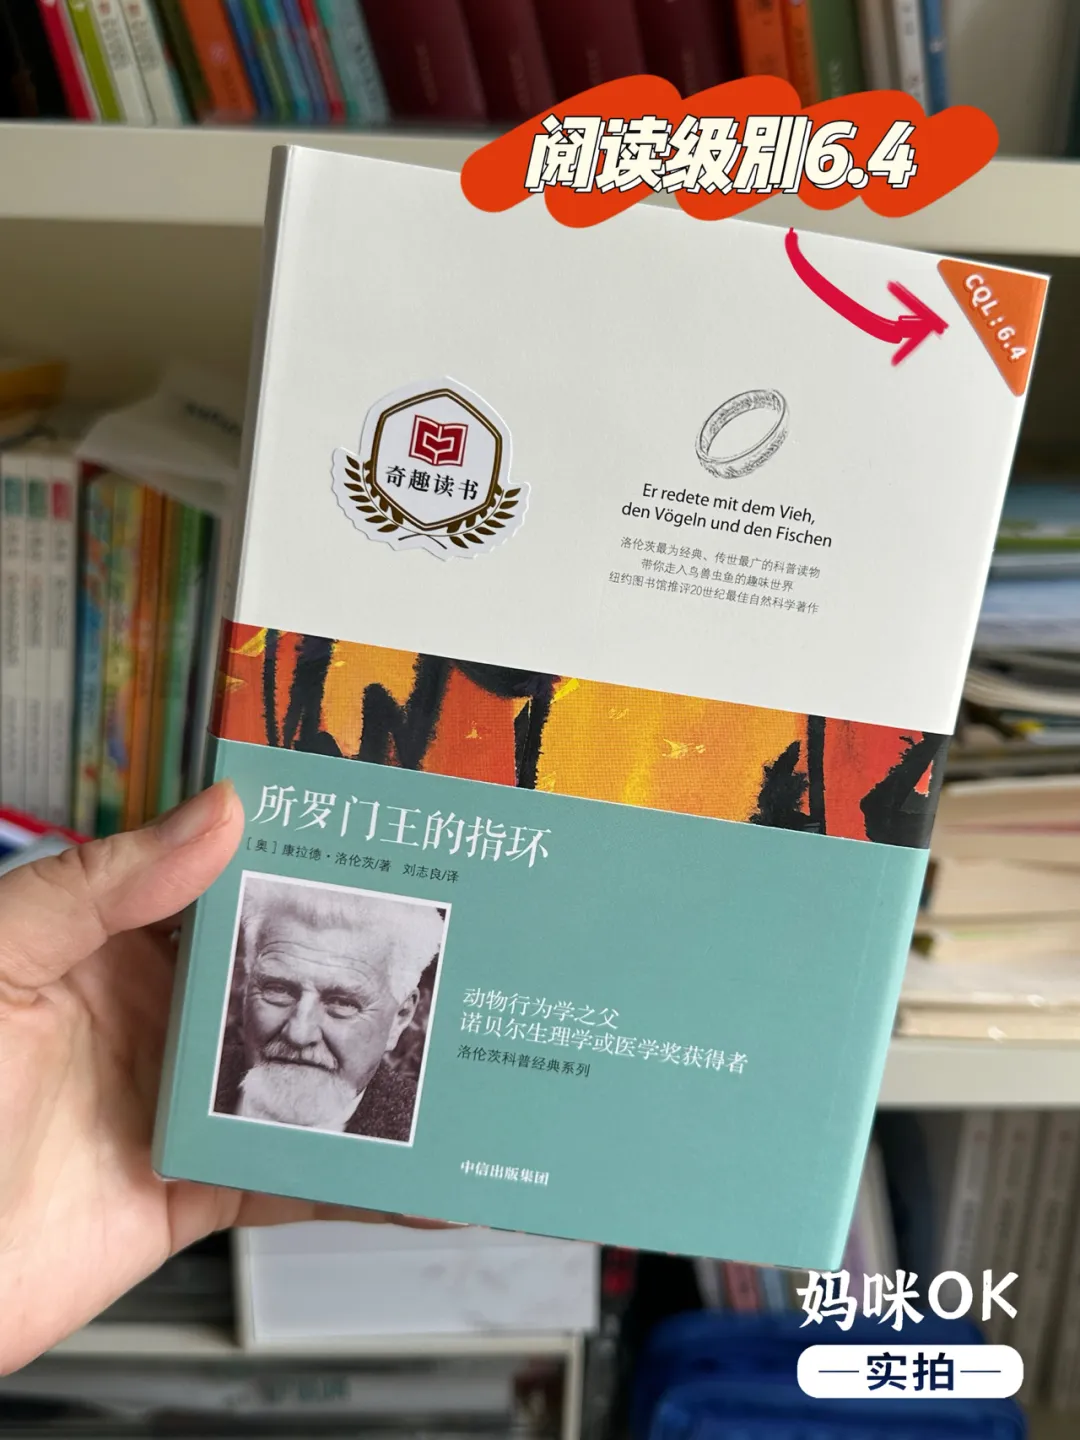 阅读级别6.4
CQL:6.4
奇趣读书
Er redete mit dem Vieh,
den Vögeln und den Fischen
洛伦茨最为经典、传世最广的科普读物
带你走入鸟兽虫鱼的趣味世界
纽约图书馆推评20世纪最佳自然科学著作
所罗门王的指环
[奥]康拉德·洛伦茨/著 刘志良/译
动物行为学之父
诺贝尔生理学或医学奖获得者
洛伦茨科普经典系列
中信出版集团
妈咪OK
—实拍—